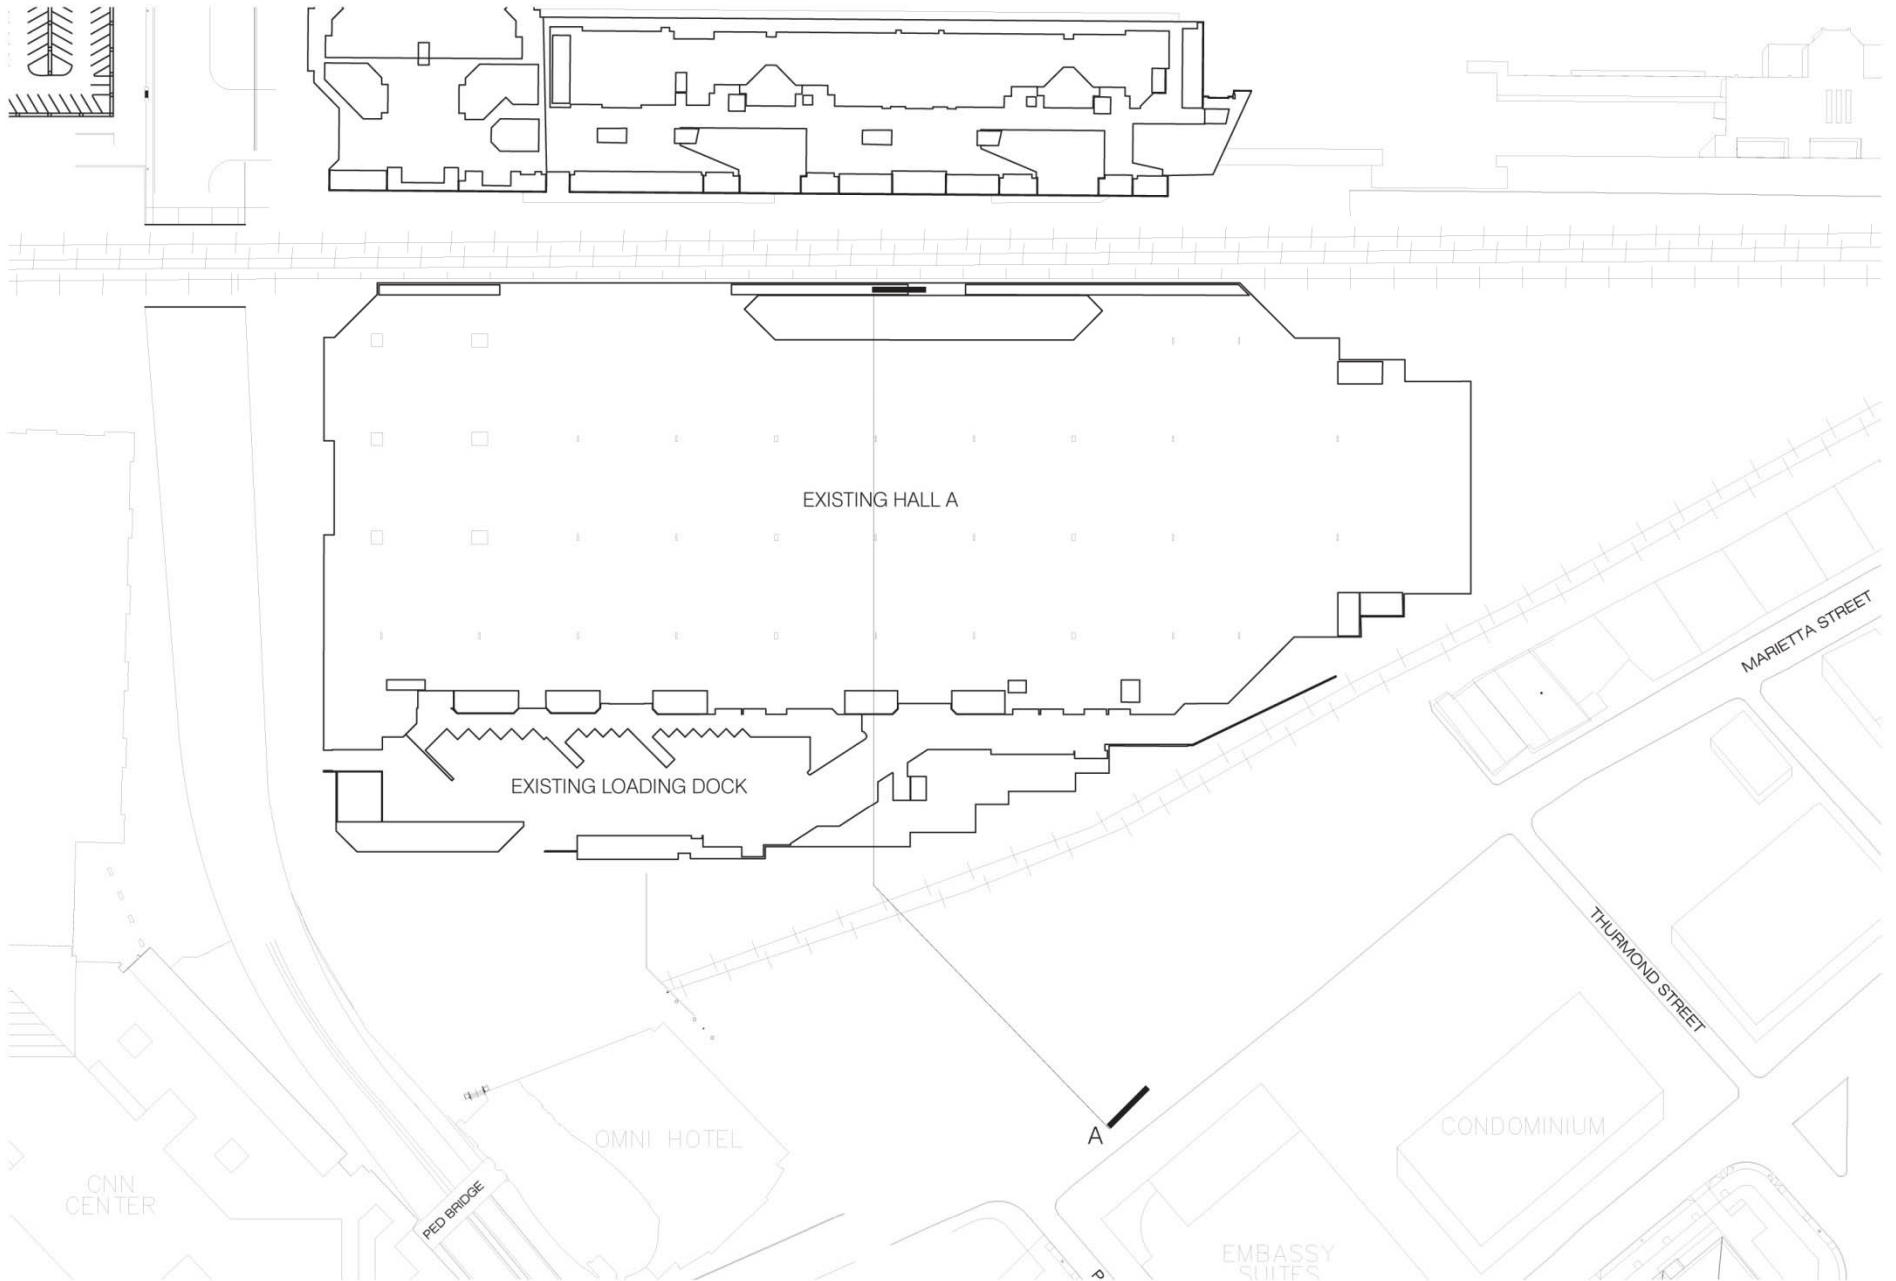 EXISTING HALL A
MARIETTA STREET
EXISTING LOADING DOCK
THURMOND STREET
A
OMNI HOTEL
CONDOMINIUM
CNN
CENTER
PED BRIDGE
EMBASSY
SUITES
P